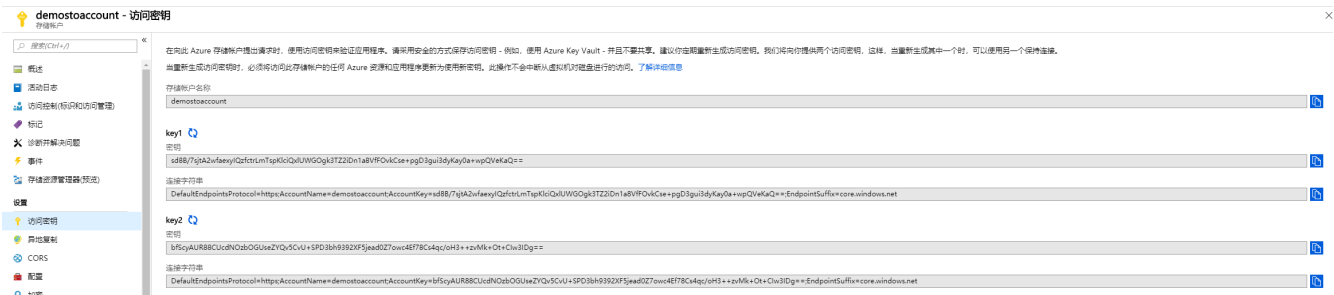 demostoaccount - 访问密钥
存储帐户
搜索(Ctrl+/)
概述
活动日志
访问控制(标识和访问管理)
标记
诊断并解决问题
事件
存储资源管理器(预览)
设置
访问密钥
异地复制
CORS
配置
加密
在向此 Azure 存储帐户提出请求时，使用访问密钥来验证应用程序。请采用安全的方式保存访问密钥 - 例如，使用 Azure Key Vault - 并且不要共享。建议你定期重新生成访问密钥。我们将向你提供两个访问密钥，这样，当重新生成其中一个时，可以使用另一个保持连接。
当重新生成访问密钥时，必须将访问此存储帐户的任何 Azure 资源和应用程序更新为使用新密钥。此操作不会中断从虚拟机对磁盘进行的访问。了解详细信息
存储帐户名称
demostoaccount
key1
密钥
sd8B/7sjtA2wfaexyIQzfctrLmTspKlciQxlUWGOgk3TZ2iDn1a8VfFOvkCse+pgD3gui3dyKay0a+wpQVeKaQ==
连接字符串
DefaultEndpointsProtocol=https;AccountName=demostoaccount;AccountKey=sd8B/7sjtA2wfaexyIQzfctrLmTspKlciQxlUWGOgk3TZ2iDn1a8VfFOvkCse+pgD3gui3dyKay0a+wpQVeKaQ==;EndpointSuffix=core.windows.net
key2
密钥
bfScyAUR88CUcdNOzbOGUseZYQv5CvU+SPD3bh9392XF5jead0Z7owc4Ef78Cs4qc/oH3++zvMk+Ot+CIw3IDg==
连接字符串
DefaultEndpointsProtocol=https;AccountName=demostoaccount;AccountKey=bfScyAUR88CUcdNOzbOGUseZYQv5CvU+SPD3bh9392XF5jead0Z7owc4Ef78Cs4qc/oH3++zvMk+Ot+CIw3IDg==;EndpointSuffix=core.windows.net